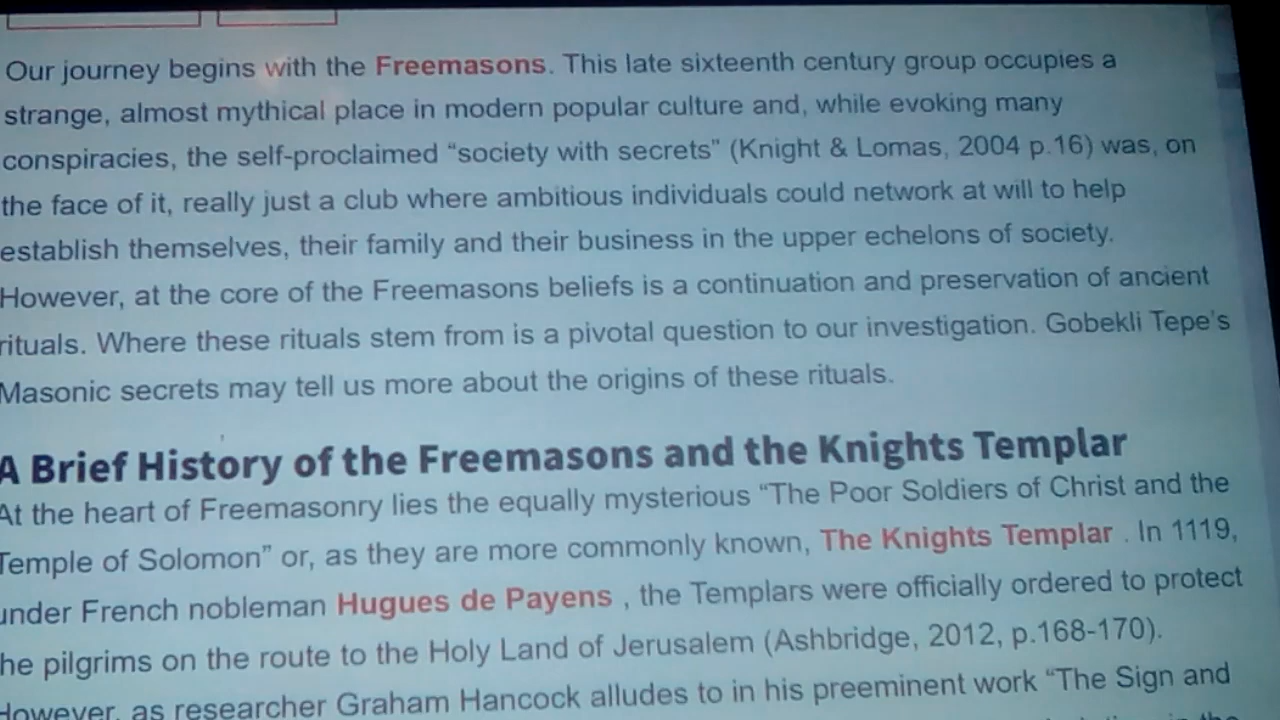 Our journey begins with the Freemasons. This late sixteenth century group occupies a
strange, almost mythical place in modern popular culture and, while evoking many
conspiracies, the self-proclaimed “society with secrets” (Knight & Lomas, 2004 p.16) was, on
the face of it, really just a club where ambitious individuals could network at will to help
establish themselves, their family and their business in the upper echelons of society.
However, at the core of the Freemasons beliefs is a continuation and preservation of ancient
rituals. Where these rituals stem from is a pivotal question to our investigation. Gobekli Tepe's
Masonic secrets may tell us more about the origins of these rituals.
A Brief History of the Freemasons and the Knights Templar
At the heart of Freemasonry lies the equally mysterious “The Poor Soldiers of Christ and the
Temple of Solomon” or, as they are more commonly known, The Knights Templar . In 1119,
under French nobleman Hugues de Payens , the Templars were officially ordered to protect
he pilgrims on the route to the Holy Land of Jerusalem (Ashbridge, 2012, p.168-170).
However, as researcher Graham Hancock alludes to in his preeminent work “The Sign and